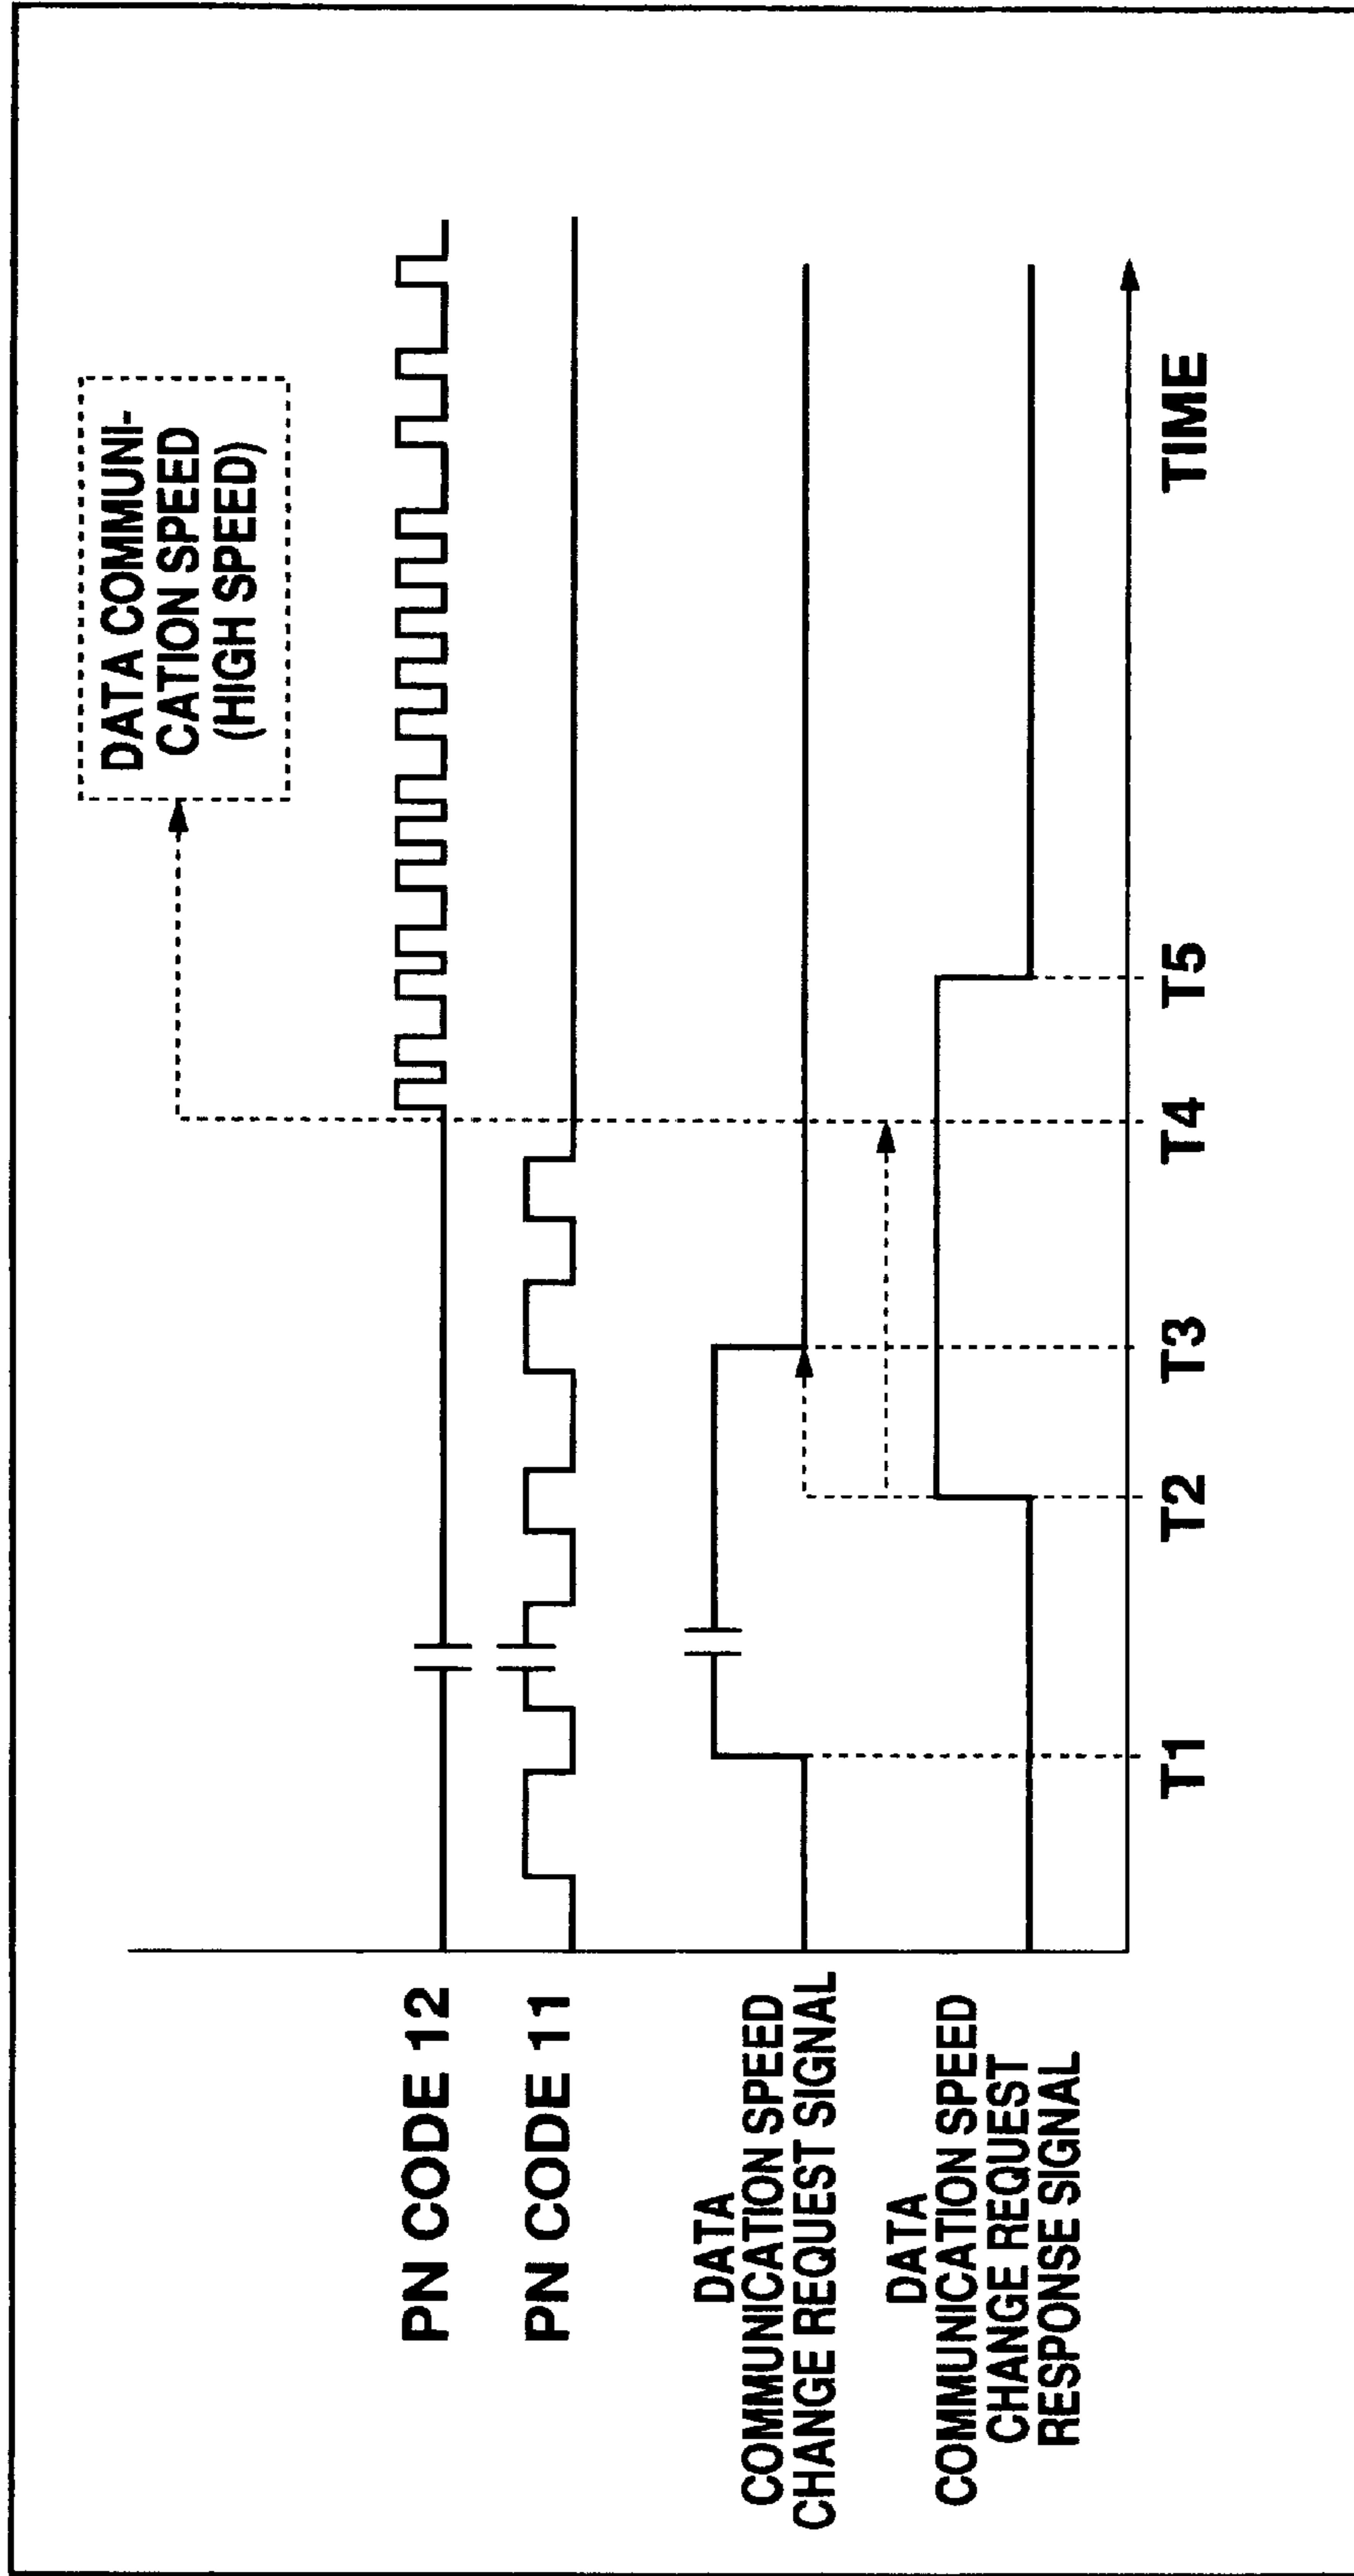 DATA COMMUNI-
CATION SPEED
(HIGH SPEED)
PN CODE 12
PN CODE 11
DATA
COMMUNICATION SPEED
CHANGE REQUEST SIGNAL
DATA
COMMUNICATION SPEED
CHANGE REQUEST
RESPONSE SIGNAL
T1
T2
T3
T4
T5
TIME